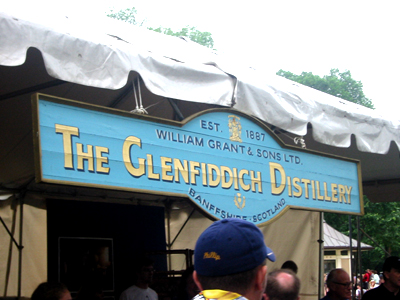 EST. 1887
WILLIAM GRANT & SONS LTD.
THE GLENFIDDICH DISTILLERY
BANFFSHIRE · SCOTLAND